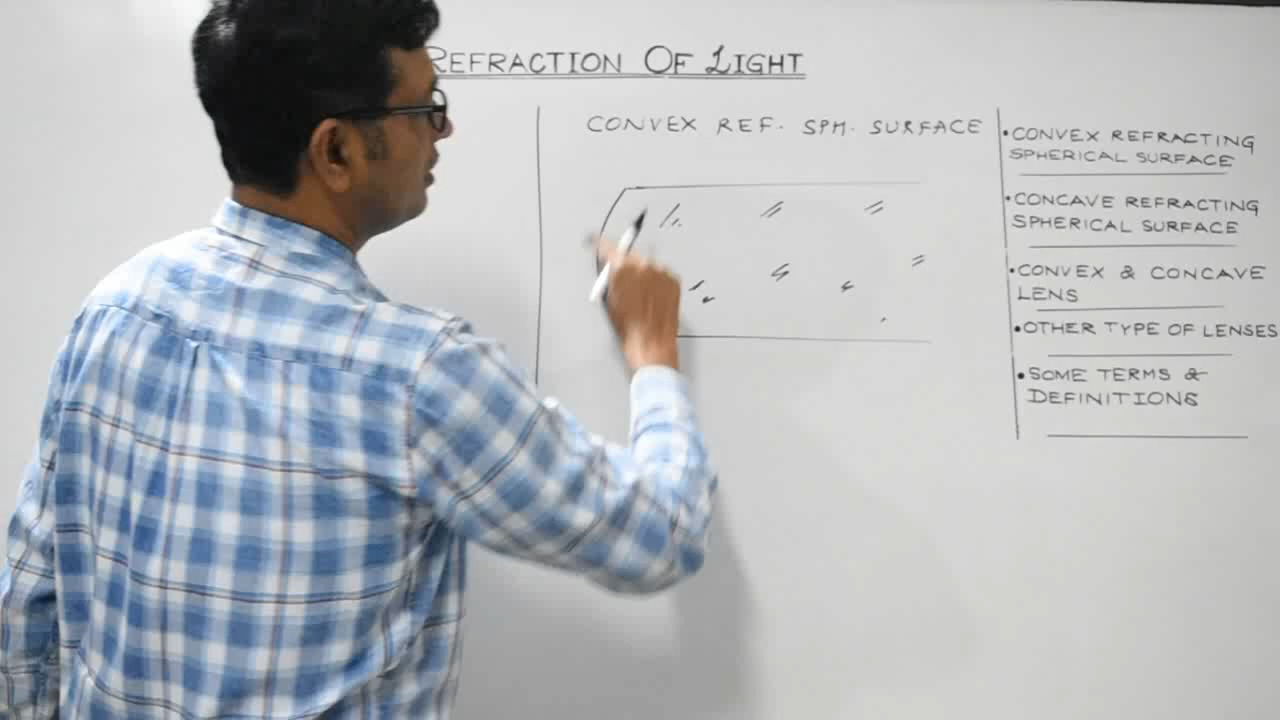 REFRACTION OF LIGHT
CONVEX REF. SPH. SURFACE
• CONVEX REFRACTING
SPHERICAL SURFACE
• CONCAVE REFRACTING
SPHERICAL SURFACE
• CONVEX & CONCAVE
LENS
• OTHER TYPE OF LENSES
• SOME TERMS &
DEFINITIONS